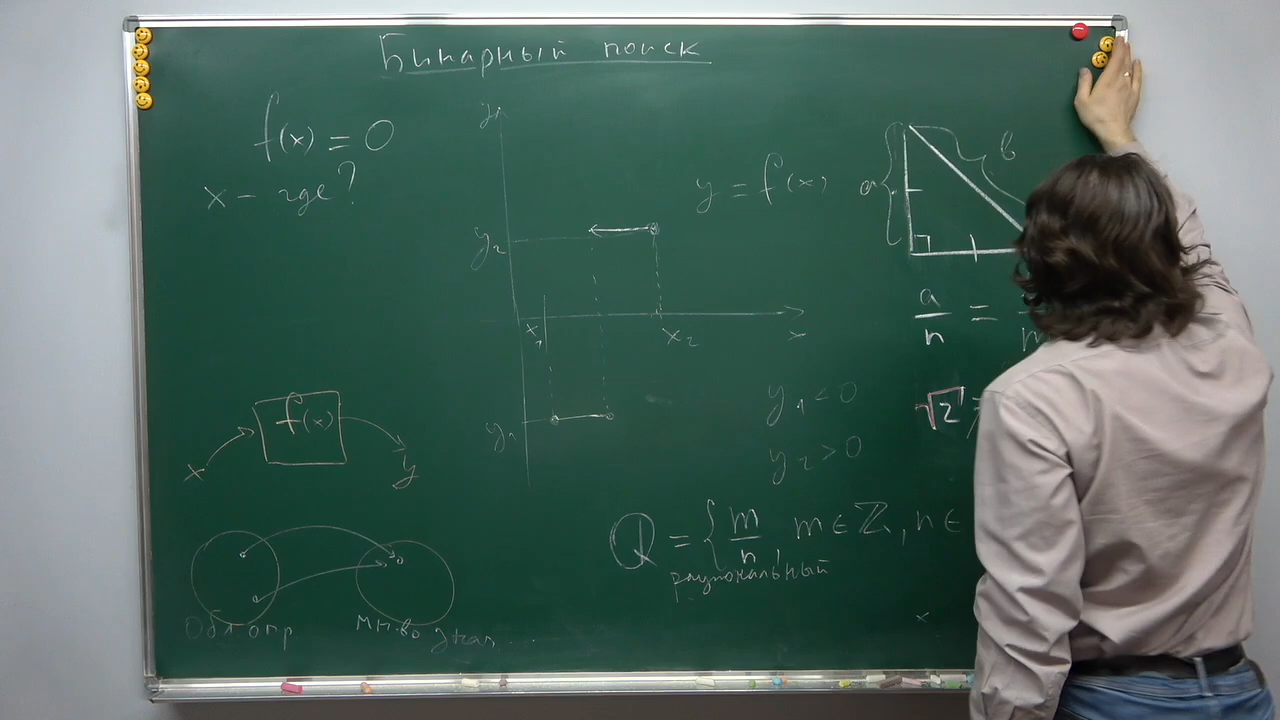 Бинарный поиск
f(x) = 0
x – где?
y
y₂
x₁
x₂
x
y₁
y = f(x)
a
b
a/n =
m
√2
y₁ < 0
y₂ > 0
f(x)
x
y
Q = { m/n, m ∈ ℤ, n ∈
рациональный
Обл опр
Мн-во знач
x